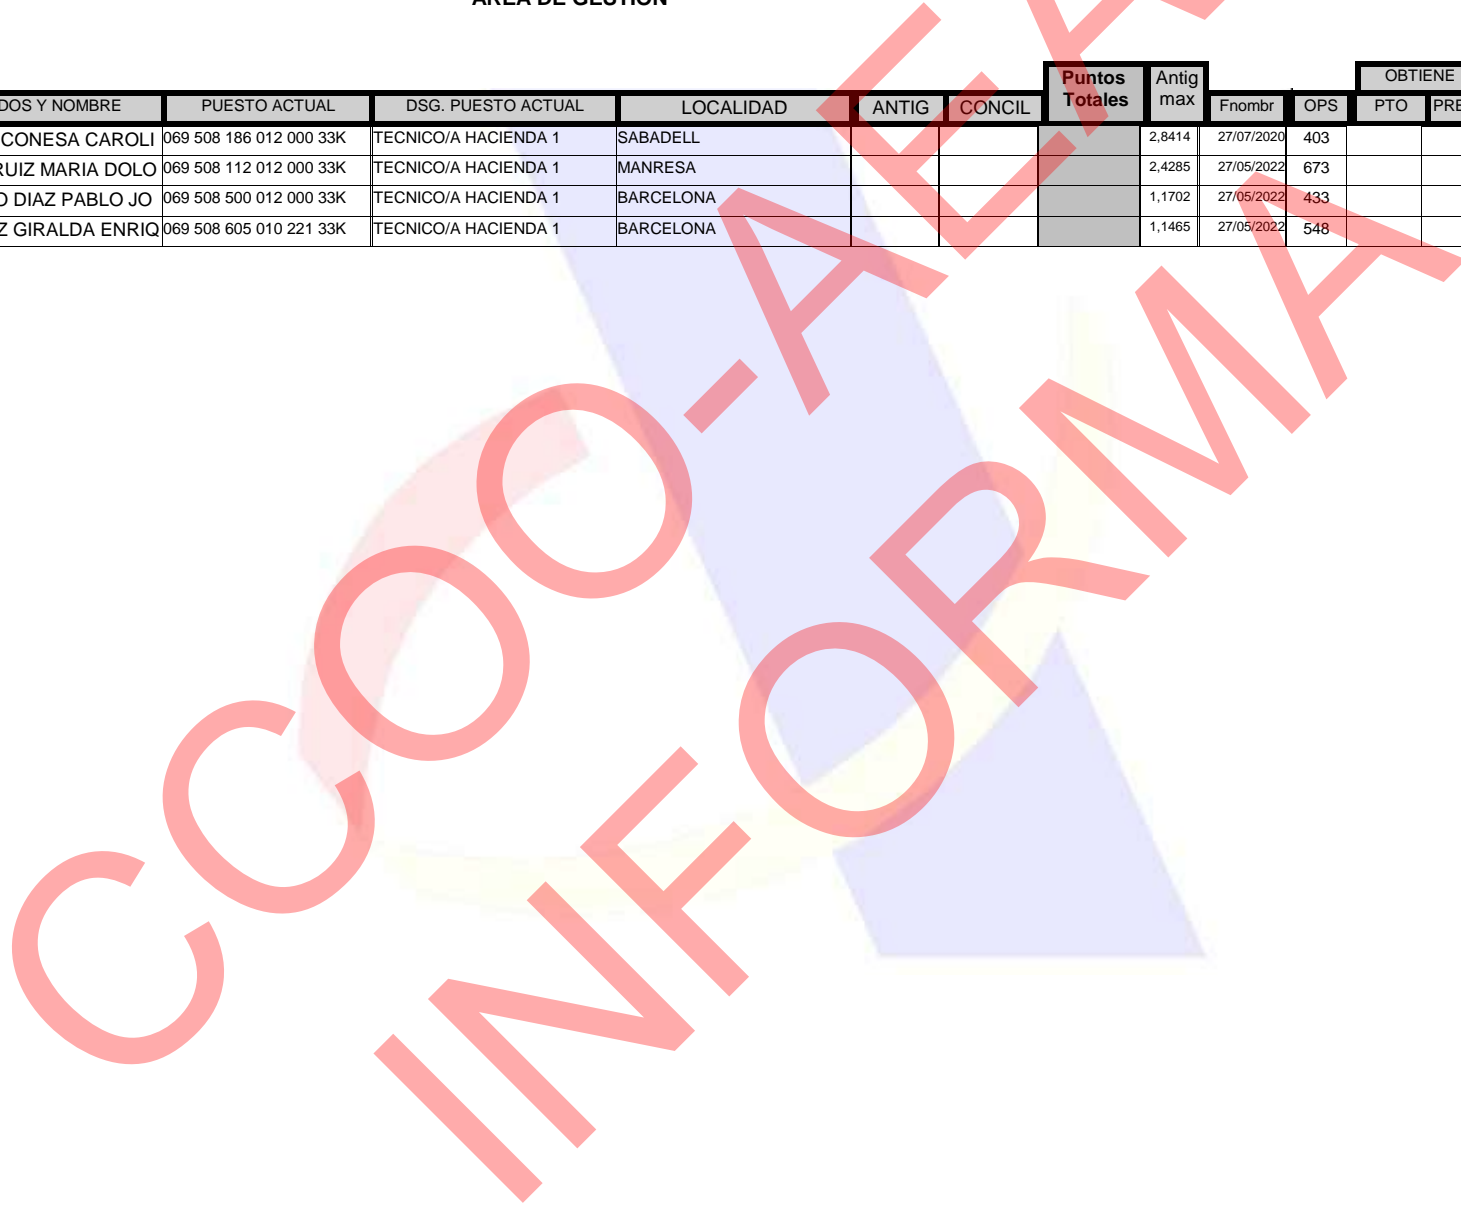 AREA DE GESTION
Puntos Totales Antig max OBTIENE
DOS Y NOMBRE PUESTO ACTUAL DSG. PUESTO ACTUAL LOCALIDAD ANTIG CONCIL Fnombr OPS PTO PRE
CONESA CAROLI 069 508 186 012 000 33K TECNICO/A HACIENDA 1 SABADELL 2,8414 27/07/2020 403
RUIZ MARIA DOLO 069 508 112 012 000 33K TECNICO/A HACIENDA 1 MANRESA 2,4285 27/05/2022 673
O DIAZ PABLO JO 069 508 500 012 000 33K TECNICO/A HACIENDA 1 BARCELONA 1,1702 27/05/2022 433
Z GIRALDA ENRIQ 069 508 605 010 221 33K TECNICO/A HACIENDA 1 BARCELONA 1,1465 27/05/2022 548
CCOO-AEA
INFORMA